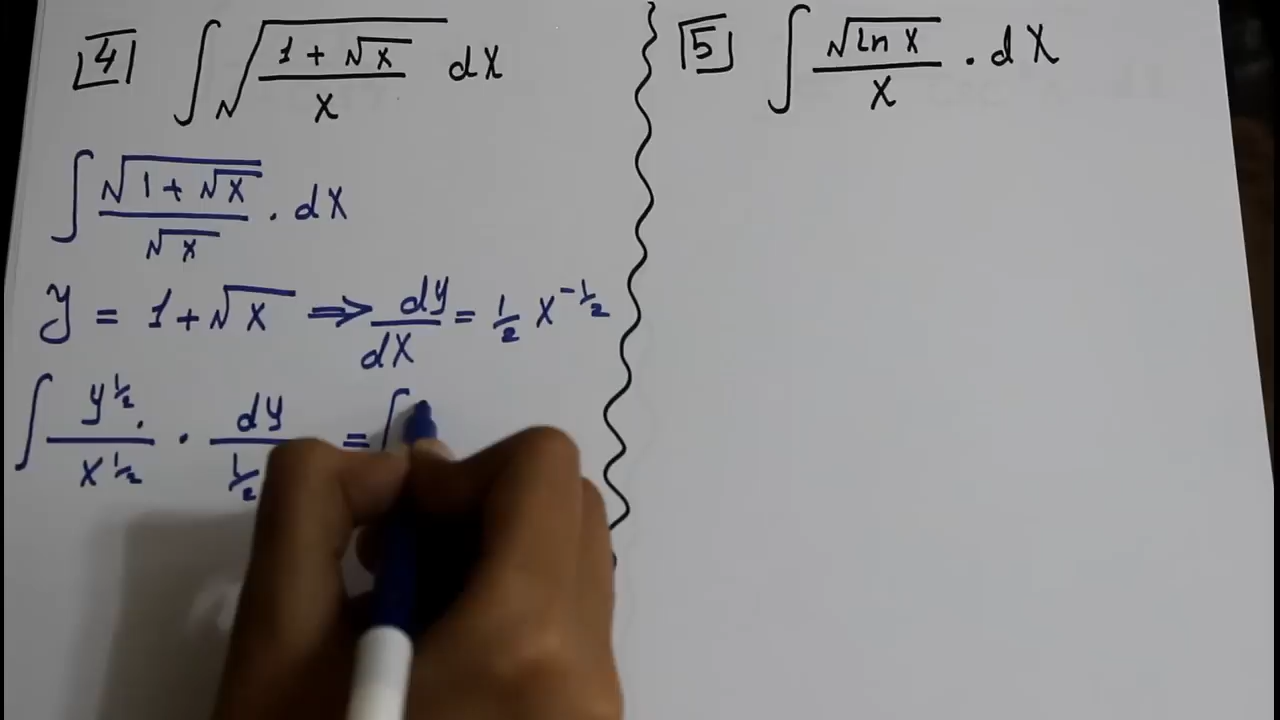 4 ∫ √((1 + √x)/x) dx
∫ √(1 + √x)/√x . dx
y = 1 + √x ⇒ dy/dx = 1/2 x^(-1/2)
∫ y^(1/2)/x^(1/2) . dy/(1/2 = ∫
5 ∫ √(ln x)/x . dx